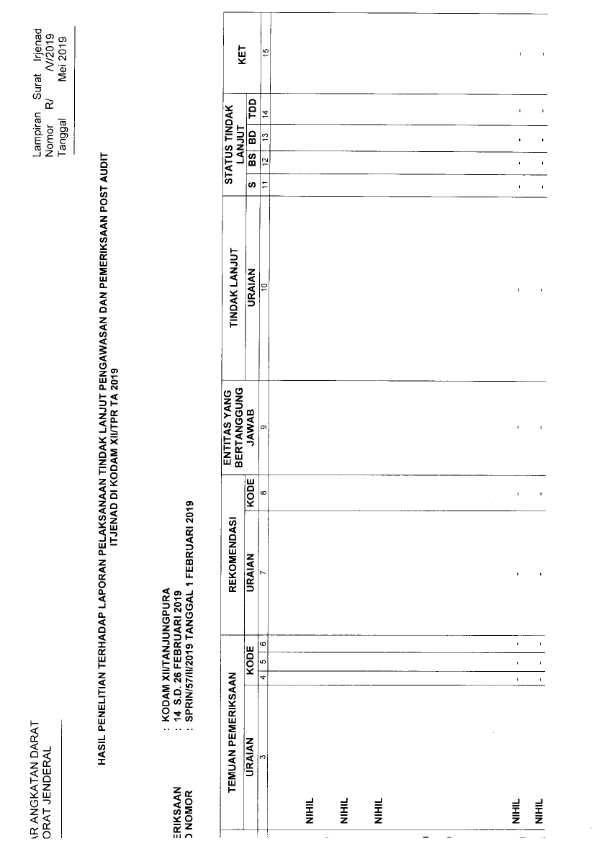 AR ANGKATAN DARAT
ORAT JENDERAL
Lampiran Surat Irjenad
Nomor R/ /V/2019
Tanggal Mei 2019
HASIL PENELITIAN TERHADAP LAPORAN PELAKSANAAN TINDAK LANJUT PENGAWASAN DAN PEMERIKSAAN POST AUDIT
ITJENAD DI KODAM XII/TPR TA 2019
: KODAM XII/TANJUNGPURA
ERIKSAAN : 14 S.D. 26 FEBRUARI 2019
D NOMOR : SPRIN/57/II/2019 TANGGAL 1 FEBRUARI 2019
TEMUAN PEMERIKSAAN REKOMENDASI ENTITAS YANG BERTANGGUNG JAWAB TINDAK LANJUT STATUS TINDAK LANJUT KET
URAIAN KODE URAIAN KODE URAIAN S BS BD TDD
3 4 5 6 7 8 9 10 11 12 13 14 15
NIHIL
NIHIL
NIHIL
NIHIL - - - - - - - - - - - -
NIHIL - - - - - - - - - - - -